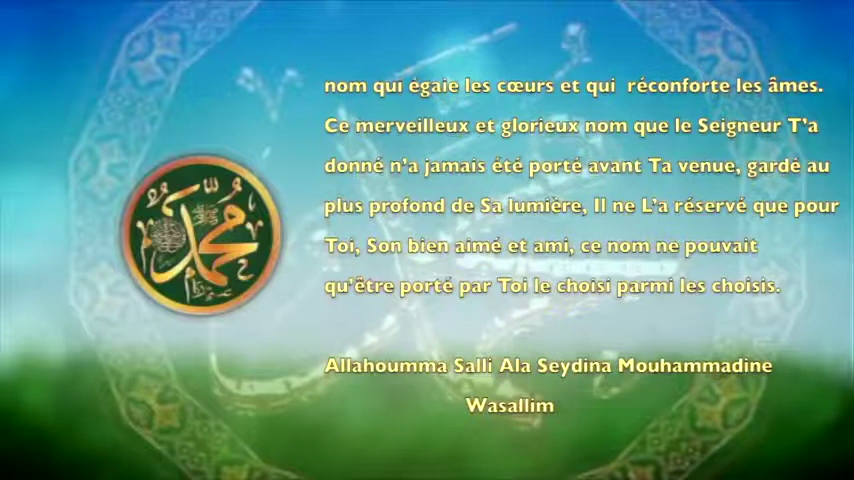 nom qui égaie les cœurs et qui  réconforte les âmes.
Ce merveilleux et glorieux nom que le Seigneur T'a
donné n'a jamais été porté avant Ta venue, gardé au
plus profond de Sa lumière, Il ne L'a réservé que pour
Toi, Son bien aimé et ami, ce nom ne pouvait
qu'être porté par Toi le choisi parmi les choisis.
Allahoumma Salli Ala Seydina Mouhammadine
Wasallim
محمد